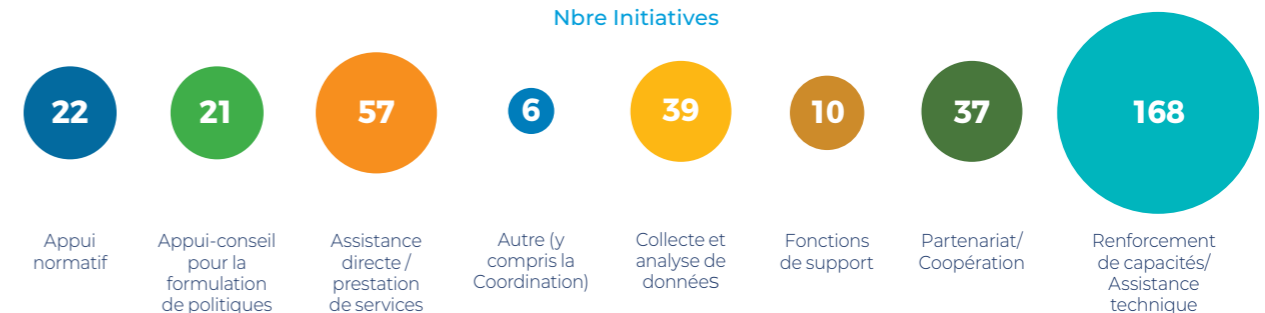 Nbre Initiatives
22
21
57
6
39
10
37
168
Appui
normatif
Appui-conseil
pour la
formulation
de politiques
Assistance
directe /
prestation
de services
Autre (y
compris la
Coordination)
Collecte et
analyse de
données
Fonctions
de support
Partenariat/
Coopération
Renforcement
de capacités/
Assistance
technique